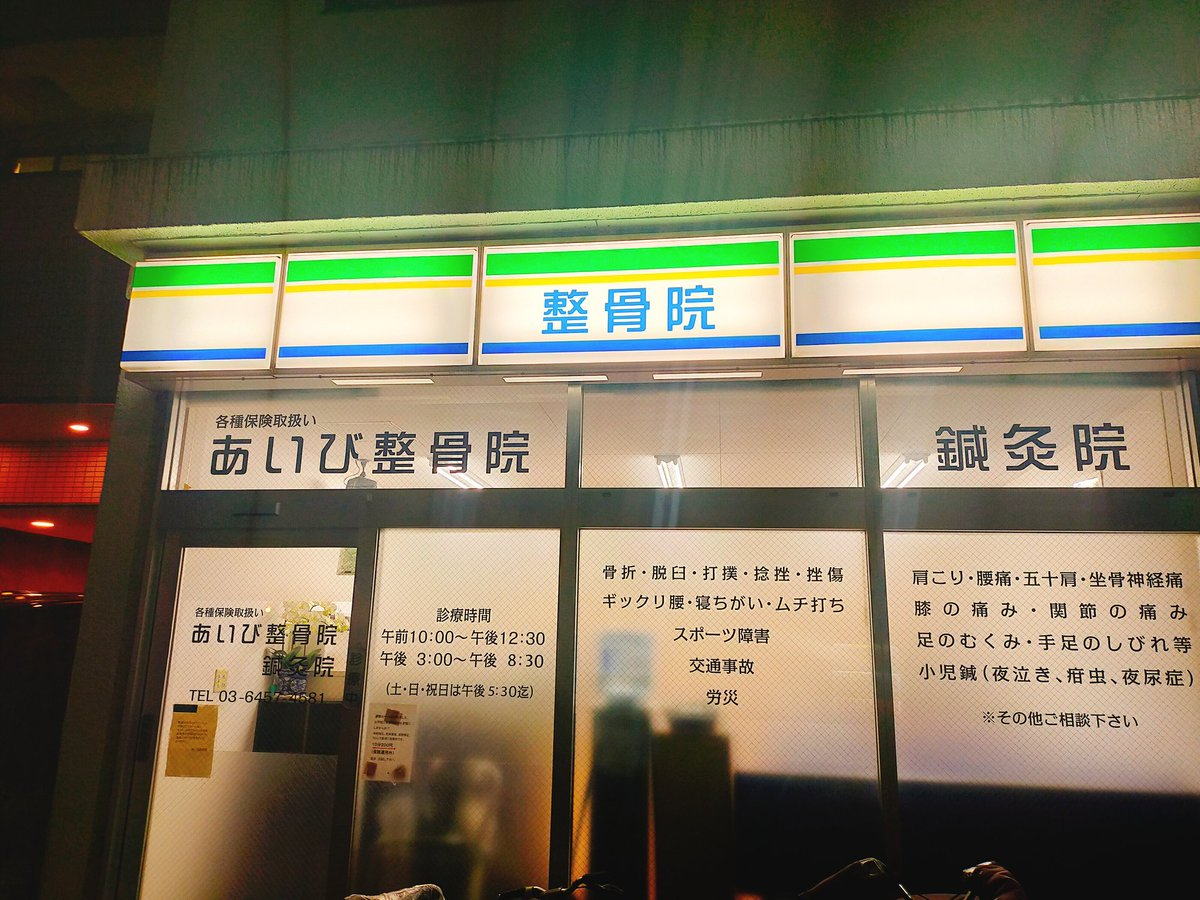 整骨院
各種保険取扱い
あいび整骨院
鍼灸院
各種保険取扱い
あいび整骨院
鍼灸院
TEL 03-6457-4581
診療時間
午前10:00〜午後12:30
午後 3:00〜午後 8:30
(土・日・祝日は午後5:30迄)
骨折・脱臼・打撲・捻挫・挫傷
ギックリ腰・寝ちがい・ムチ打ち
スポーツ障害
交通事故
労災
肩こり・腰痛・五十肩・坐骨神経痛
膝の痛み・関節の痛み
足のむくみ・手足のしびれ等
小児鍼(夜泣き、疳虫、夜尿症)
※その他ご相談下さい